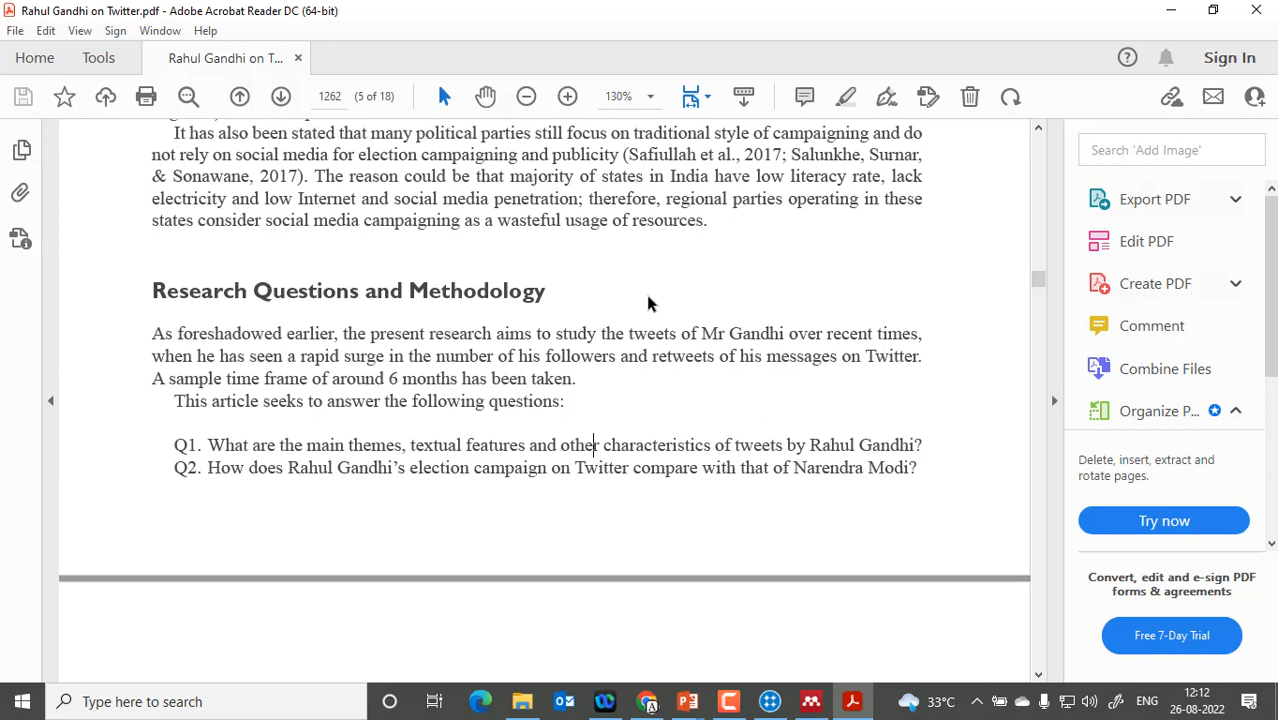 Rahul Gandhi on Twitter.pdf - Adobe Acrobat Reader DC (64-bit)
File Edit View Sign Window Help
Home Tools Rahul Gandhi on T... × Sign In
1262 (5 of 18) 130%
It has also been stated that many political parties still focus on traditional style of campaigning and do
not rely on social media for election campaigning and publicity (Safiullah et al., 2017; Salunkhe, Surnar,
& Sonawane, 2017). The reason could be that majority of states in India have low literacy rate, lack
electricity and low Internet and social media penetration; therefore, regional parties operating in these
states consider social media campaigning as a wasteful usage of resources.
Research Questions and Methodology
As foreshadowed earlier, the present research aims to study the tweets of Mr Gandhi over recent times,
when he has seen a rapid surge in the number of his followers and retweets of his messages on Twitter.
A sample time frame of around 6 months has been taken.
This article seeks to answer the following questions:
Q1. What are the main themes, textual features and other characteristics of tweets by Rahul Gandhi?
Q2. How does Rahul Gandhi’s election campaign on Twitter compare with that of Narendra Modi?
Search 'Add Image'
Export PDF
Edit PDF
Create PDF
Comment
Combine Files
Organize P...
Delete, insert, extract and
rotate pages.
Try now
Convert, edit and e-sign PDF
forms & agreements
Free 7-Day Trial
Type here to search
33°C
ENG
12:12
26-08-2022